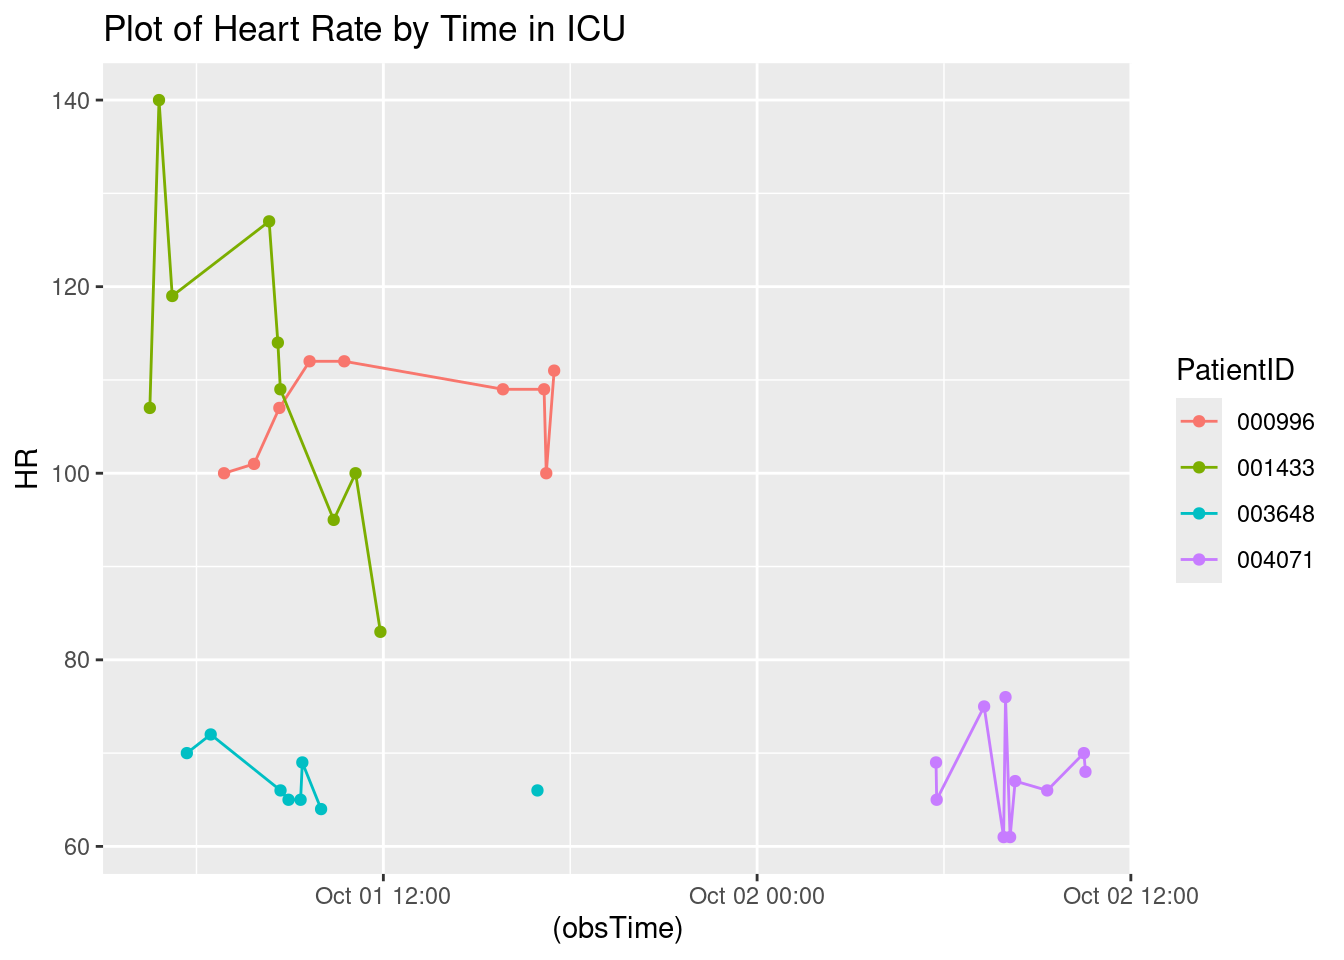 Plot of Heart Rate by Time in ICU
140
120
100
80
60
HR
Oct 01 12:00
Oct 02 00:00
Oct 02 12:00
(obsTime)
PatientID
000996
001433
003648
004071